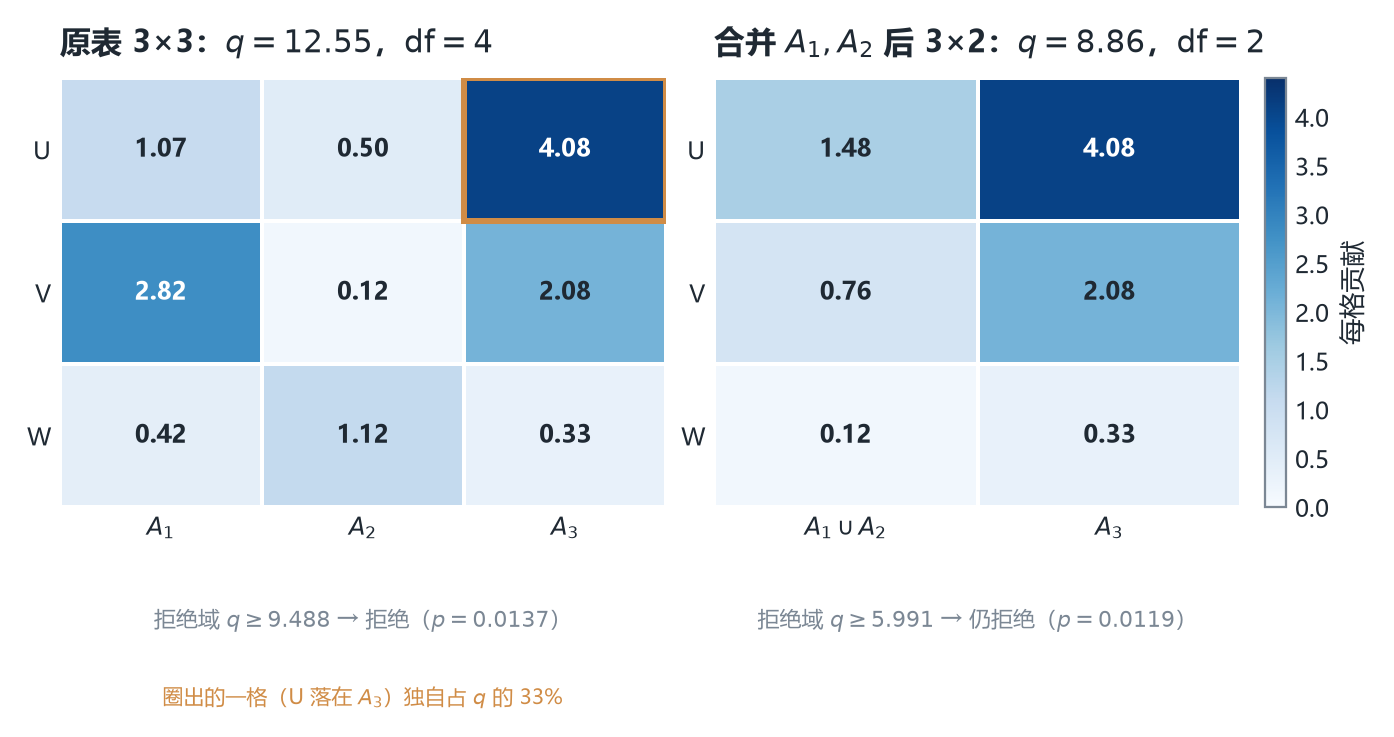 原表 3×3：q = 12.55，df = 4
U 1.07 0.50 4.08
V 2.82 0.12 2.08
W 0.42 1.12 0.33
A₁ A₂ A₃
拒绝域 q ≥ 9.488 → 拒绝（p = 0.0137）
圈出的一格（U 落在 A₃）独自占 q 的 33%
合并 A₁, A₂ 后 3×2：q = 8.86，df = 2
U 1.48 4.08
V 0.76 2.08
W 0.12 0.33
A₁ ∪ A₂ A₃
拒绝域 q ≥ 5.991 → 仍拒绝（p = 0.0119）
4.0
3.5
3.0
2.5
2.0
1.5
1.0
0.5
0.0
每格贡献